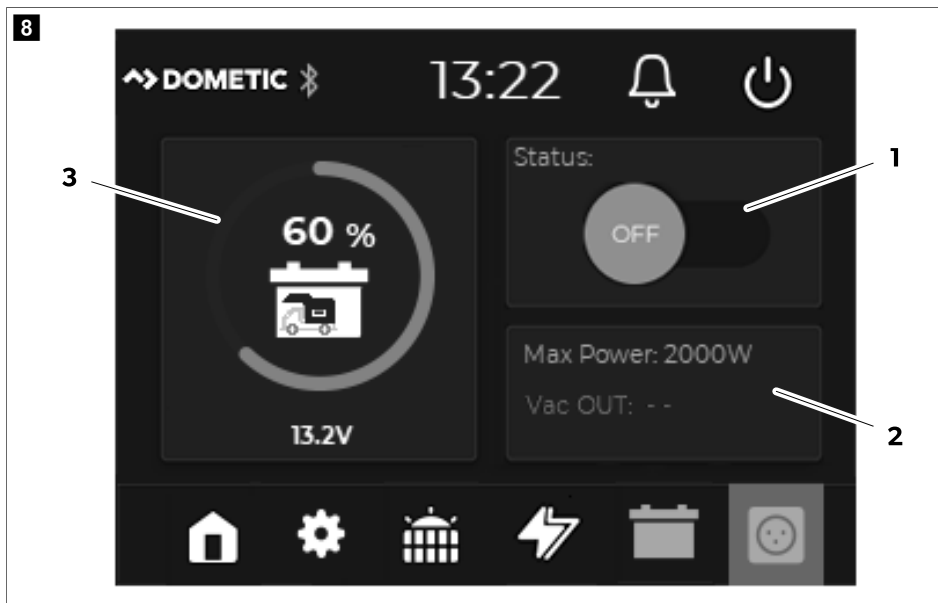 8
DOMETIC 13:22
3
60 %
13.2V
Status:
OFF
1
Max Power: 2000W
Vac OUT: - -
2